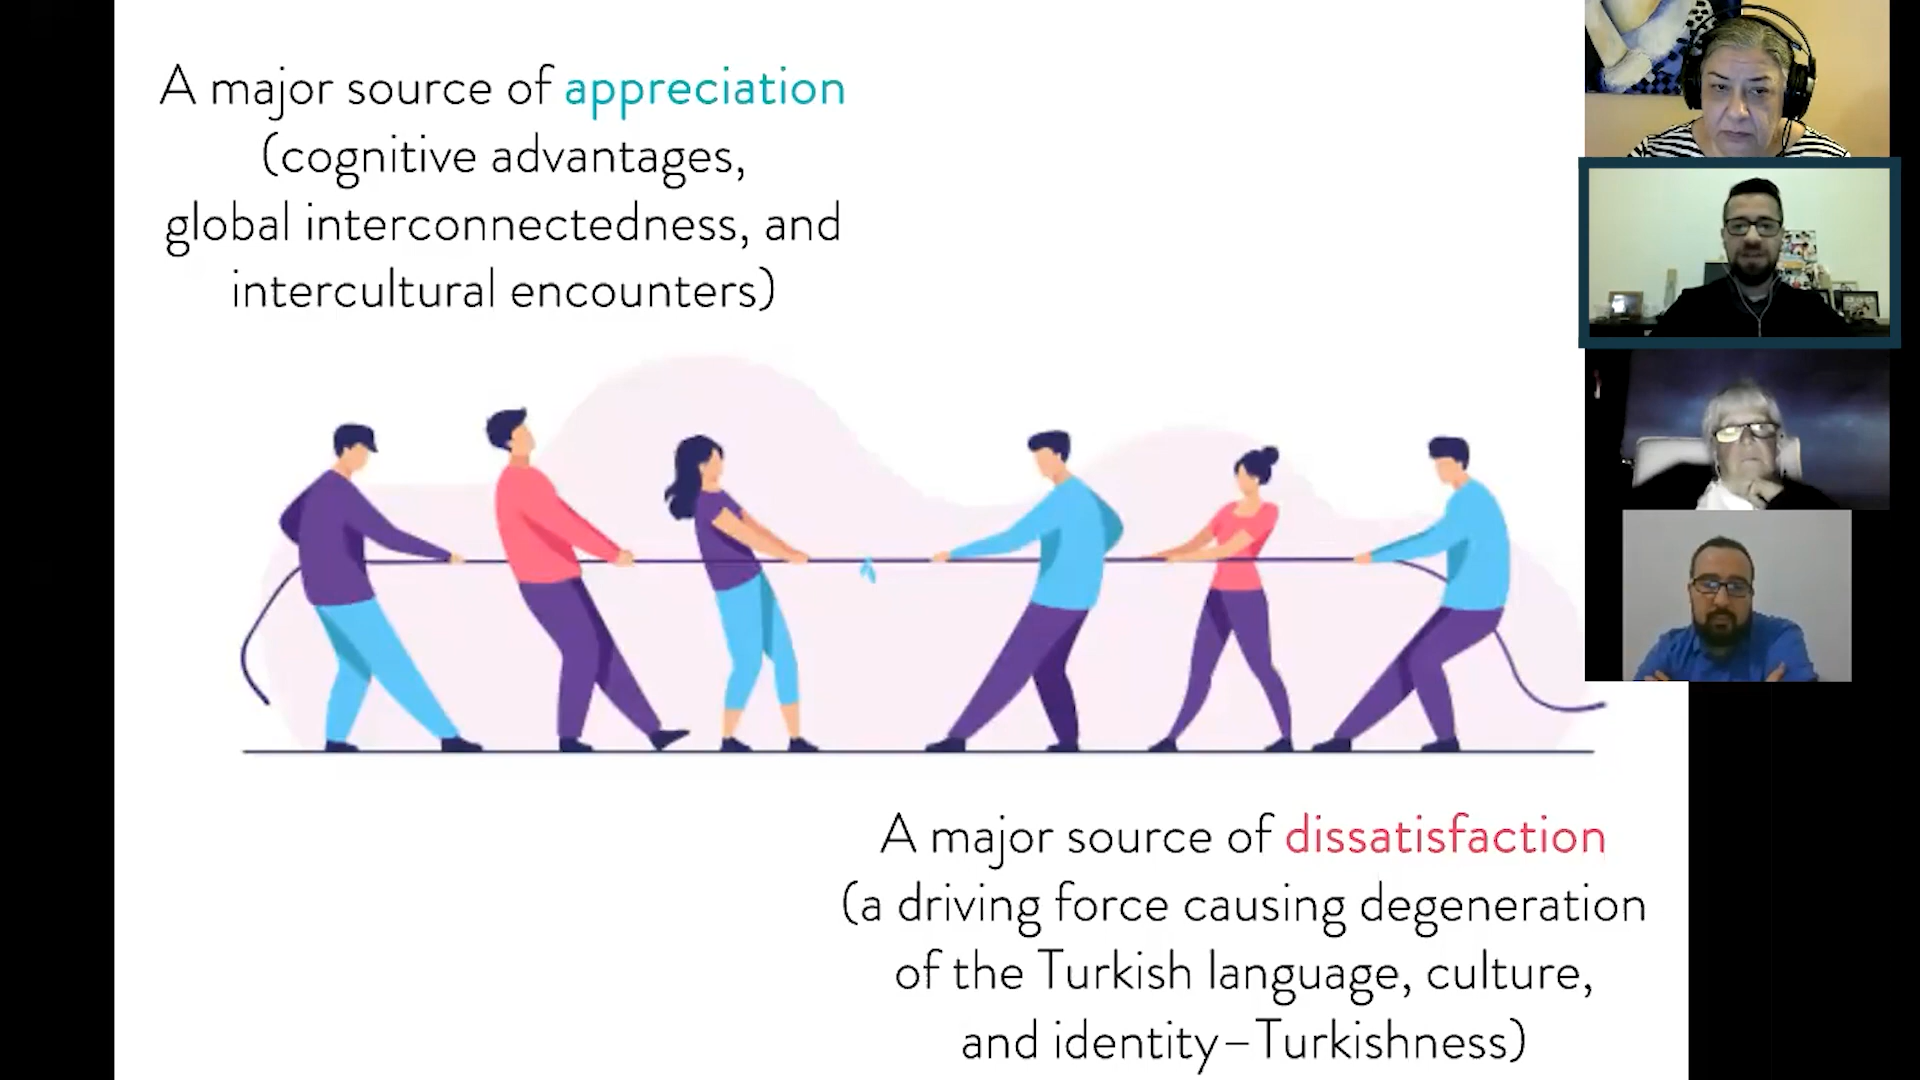 A major source of appreciation
(cognitive advantages,
global interconnectedness, and
intercultural encounters)
A major source of dissatisfaction
(a driving force causing degeneration
of the Turkish language, culture,
and identity–Turkishness)